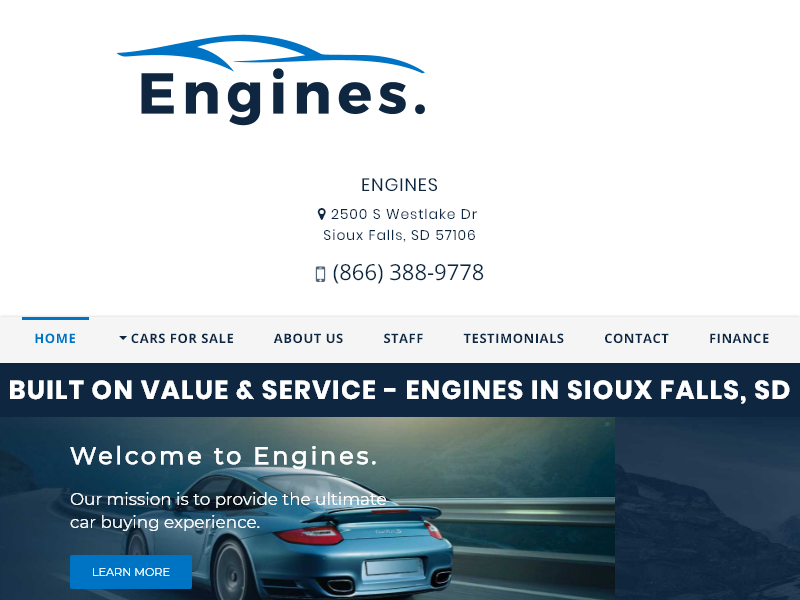 Engines.
ENGINES
2500 S Westlake Dr
Sioux Falls, SD 57106
(866) 388-9778
HOME CARS FOR SALE ABOUT US STAFF TESTIMONIALS CONTACT FINANCE
BUILT ON VALUE & SERVICE - ENGINES IN SIOUX FALLS, SD
Welcome to Engines.
Our mission is to provide the ultimate
car buying experience.
LEARN MORE